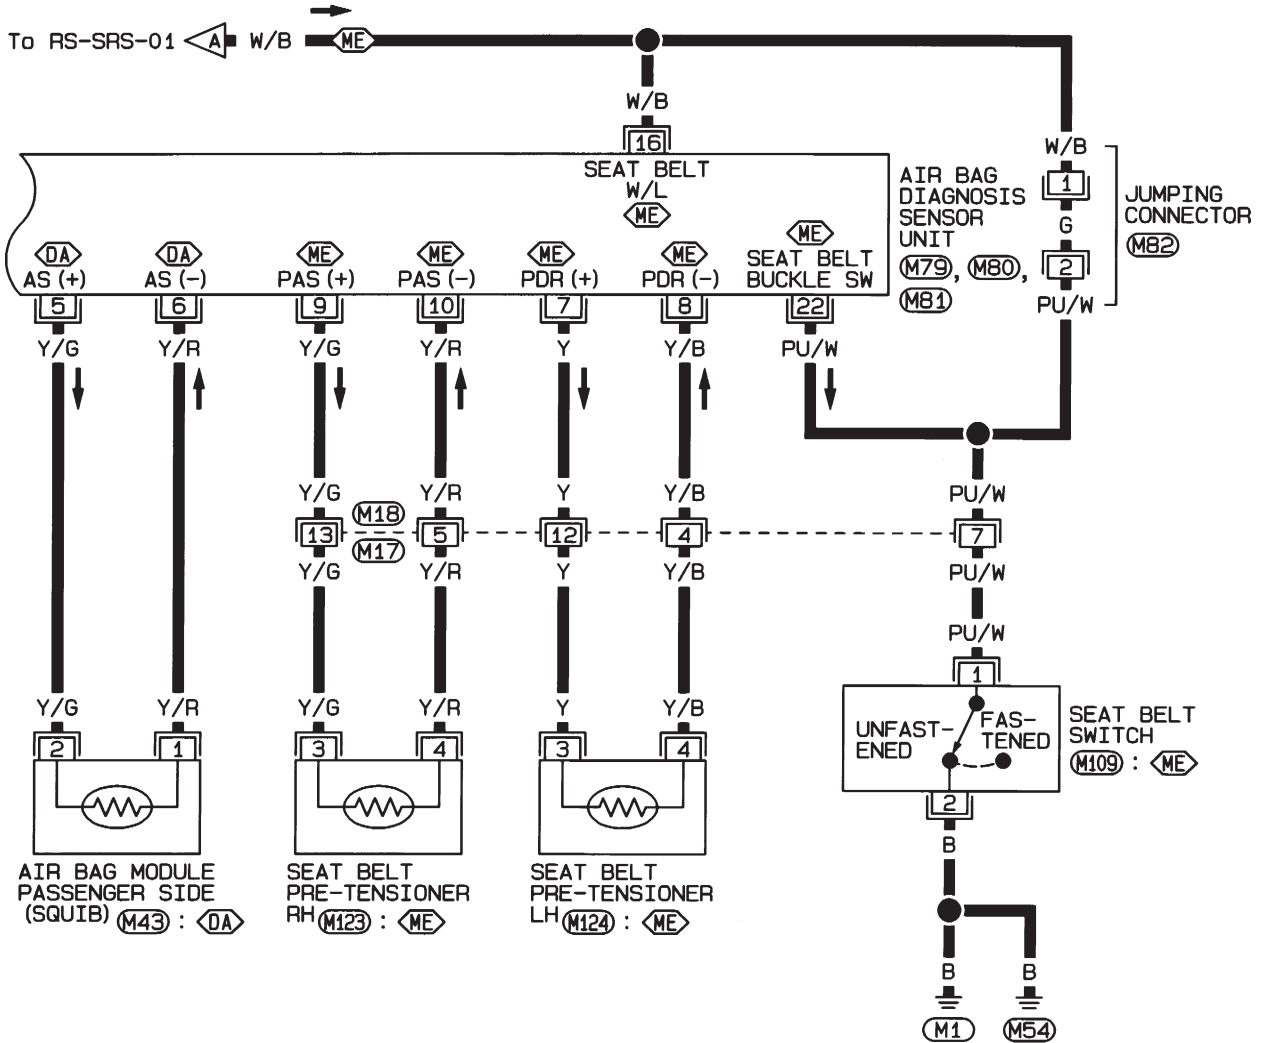 To RS-SRS-01 A W/B ME
W/B
16
SEAT BELT
W/L
ME
W/B
1
G
2
PU/W
JUMPING
CONNECTOR
M82
AIR BAG
DIAGNOSIS
SENSOR
UNIT
M79, M80,
M81
DA DA ME ME ME ME ME
AS (+) AS (-) PAS (+) PAS (-) PDR (+) PDR (-) SEAT BELT
BUCKLE SW
5 6 9 10 7 8 22
Y/G Y/R Y/G Y/R Y Y/B PU/W
Y/G Y/R Y Y/B PU/W
M18
13 5 12 4 7
M17
Y/G Y/R Y Y/B PU/W
PU/W
1
UNFAST-
ENED
FAS-
TENED
SEAT BELT
SWITCH
M109 : ME
2
B
B B
M1 M54
Y/G Y/R Y/G Y/R Y Y/B
2 1 3 4 3 4
AIR BAG MODULE
PASSENGER SIDE
(SQUIB) M43 : DA
SEAT BELT
PRE-TENSIONER
RH M123 : ME
SEAT BELT
PRE-TENSIONER
LH M124 : ME